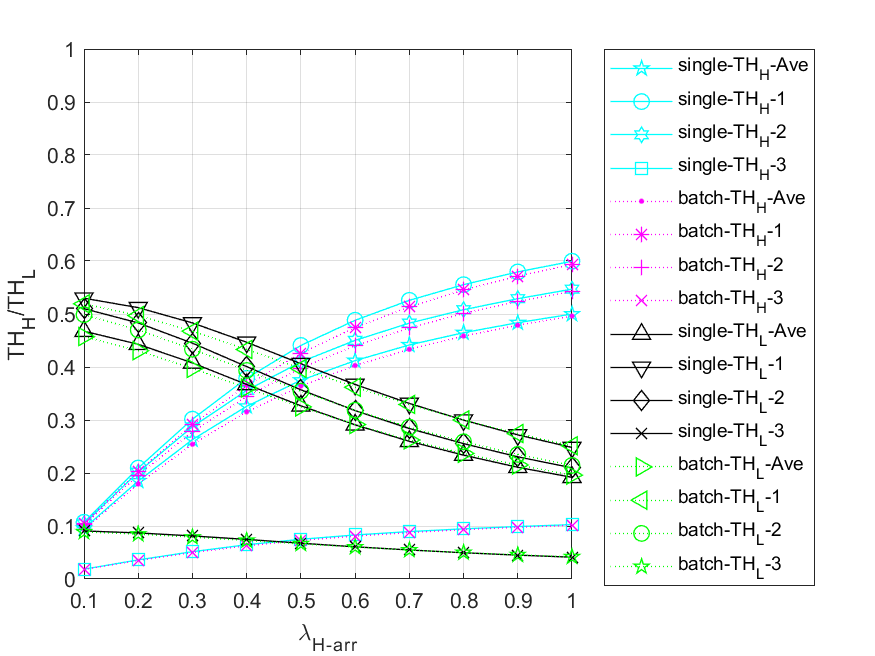 1
0.9
0.8
0.7
0.6
0.5
0.4
0.3
0.2
0.1
0
TH_H/TH_L
0.1 0.2 0.3 0.4 0.5 0.6 0.7 0.8 0.9 1
λ_H-arr
single-TH_H-Ave
single-TH_H-1
single-TH_H-2
single-TH_H-3
batch-TH_H-Ave
batch-TH_H-1
batch-TH_H-2
batch-TH_H-3
single-TH_L-Ave
single-TH_L-1
single-TH_L-2
single-TH_L-3
batch-TH_L-Ave
batch-TH_L-1
batch-TH_L-2
batch-TH_L-3